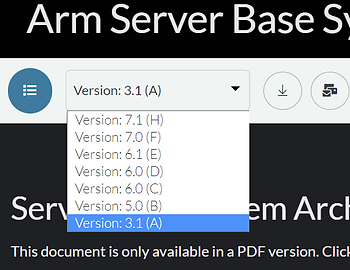 Arm Server Base Sy
Version: 3.1 (A)
Version: 7.1 (H)
Version: 7.0 (F)
Version: 6.1 (E)
Version: 6.0 (D)
Version: 6.0 (C)
Version: 5.0 (B)
Version: 3.1 (A)
Serv em Arch
This document is only available in a PDF version. Click